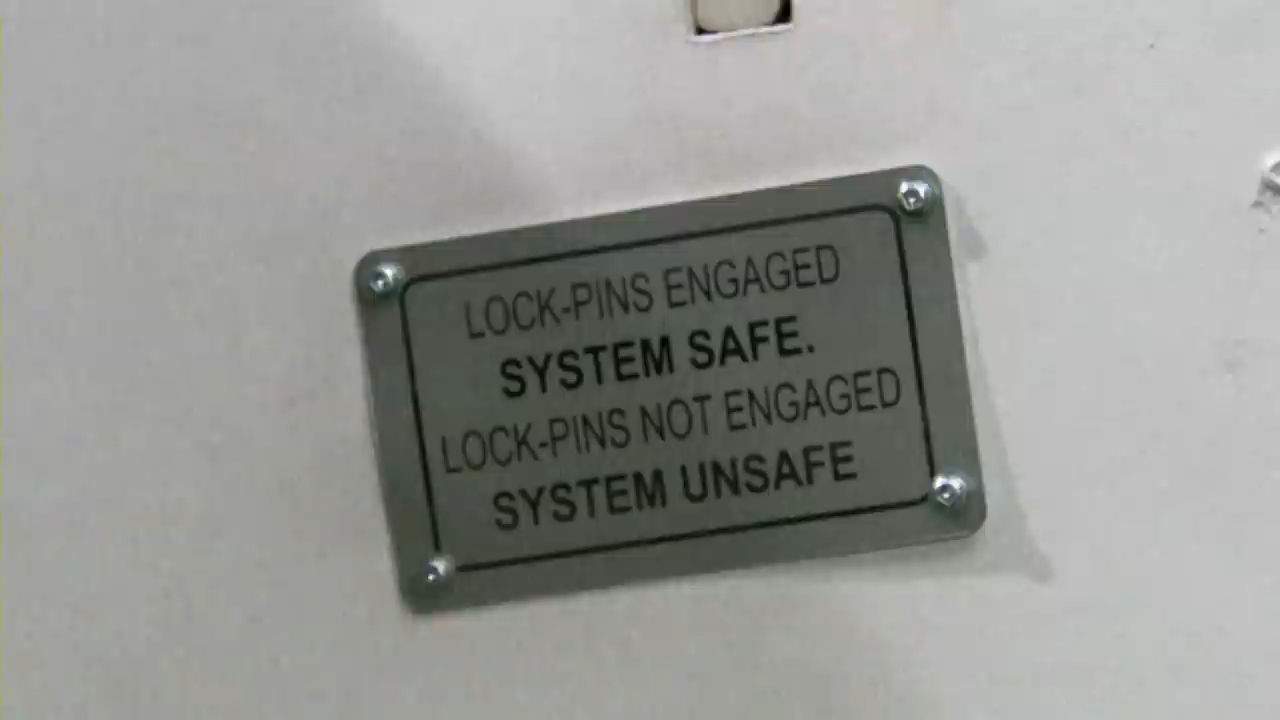 LOCK-PINS ENGAGED
SYSTEM SAFE.
LOCK-PINS NOT ENGAGED
SYSTEM UNSAFE